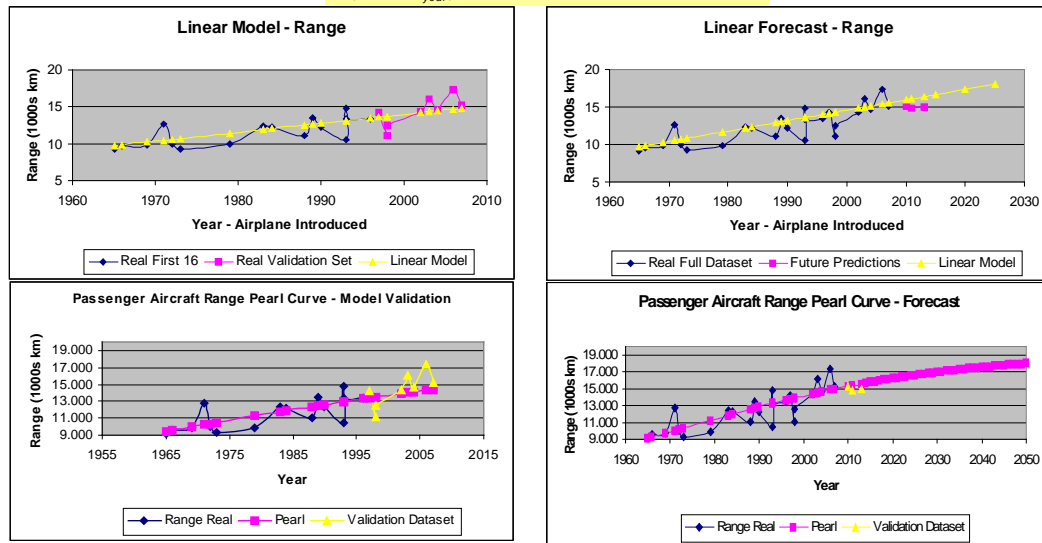 year.
Linear Model - Range
Range (1000s km)
20
15
10
5
1960 1970 1980 1990 2000 2010
Year - Airplane Introduced
Real First 16 Real Validation Set Linear Model
Linear Forecast - Range
Range (1000s km)
20
15
10
5
1960 1970 1980 1990 2000 2010 2020 2030
Year - Airplane Introduced
Real Full Dataset Future Predictions Linear Model
Passenger Aircraft Range Pearl Curve - Model Validation
Range (1000s km)
19.000
17.000
15.000
13.000
11.000
9.000
1955 1965 1975 1985 1995 2005 2015
Year
Range Real Pearl Validation Dataset
Passenger Aircraft Range Pearl Curve - Forecast
Range (1000s km)
19.000
17.000
15.000
13.000
11.000
9.000
1960 1970 1980 1990 2000 2010 2020 2030 2040 2050
Year
Range Real Pearl Validation Dataset